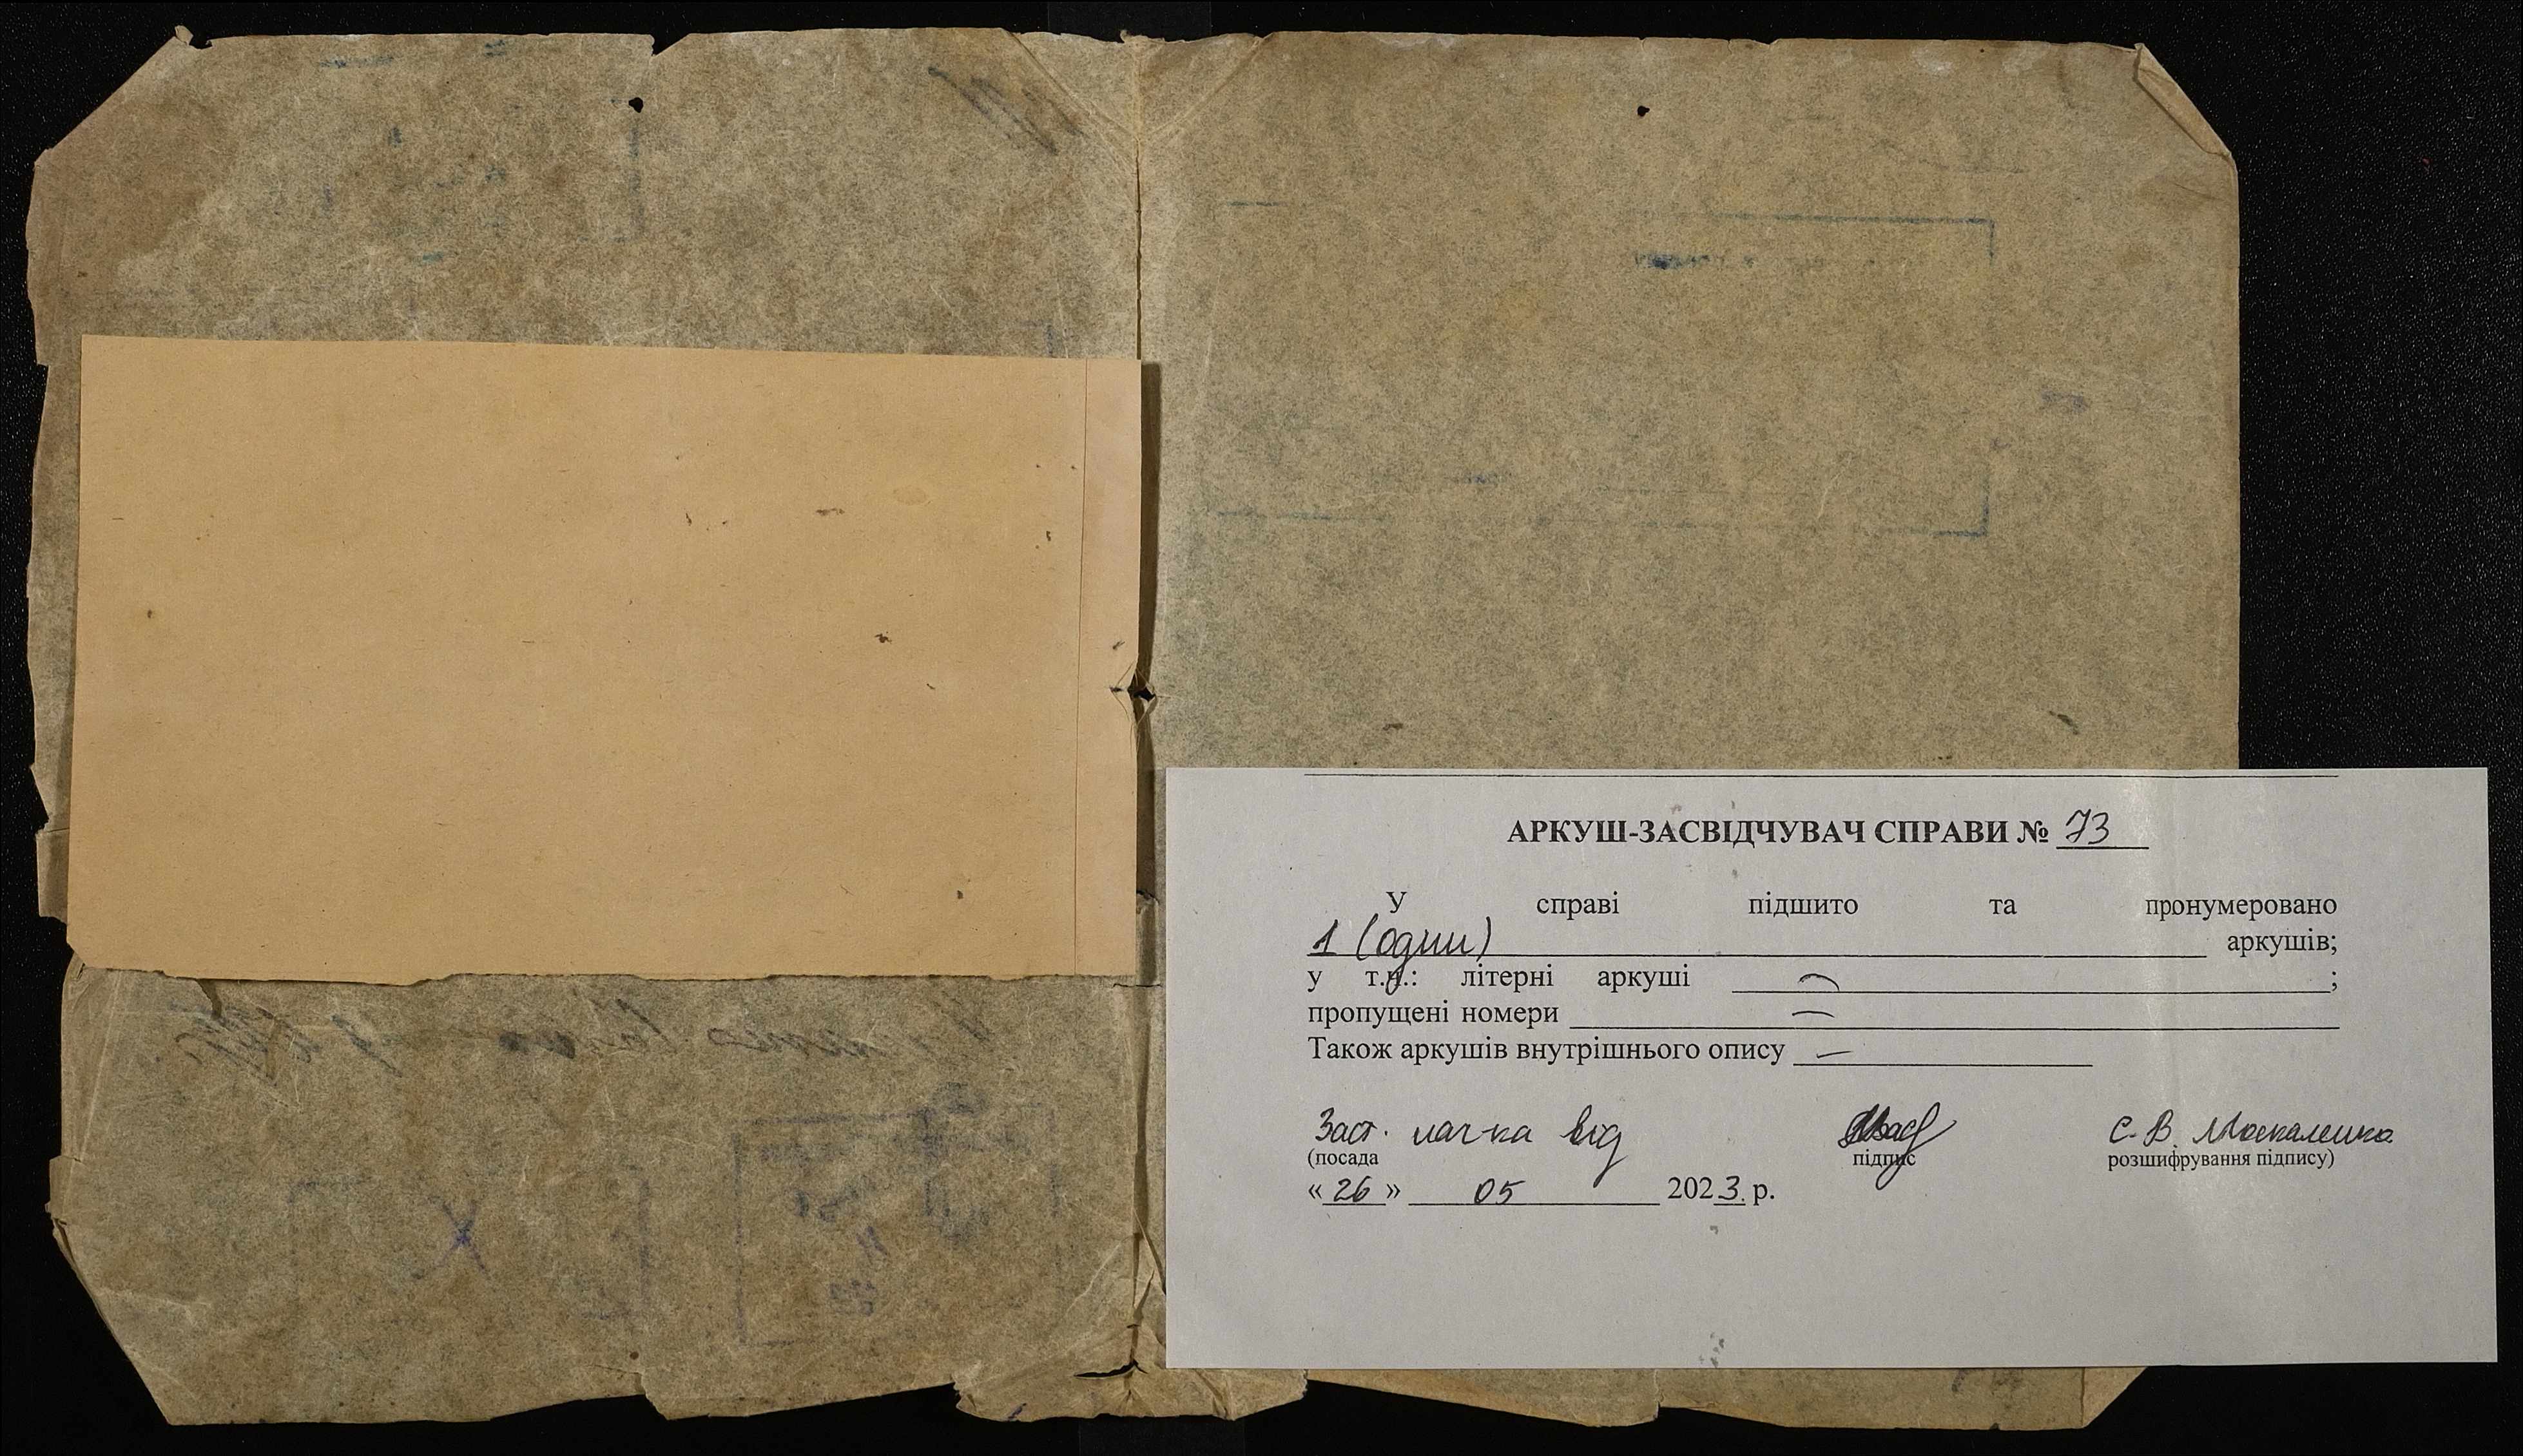 АРКУШ-ЗАСВІДЧУВАЧ СПРАВИ № 73
У справі підшито та пронумеровано
1 (один) аркушів;
у т.ч.: літерні аркуші — ;
пропущені номери —
Також аркушів внутрішнього опису —
Заст. нач-ка від С.В. Москаленко
(посада підпис розшифрування підпису)
« 26 » 05 2023 р.